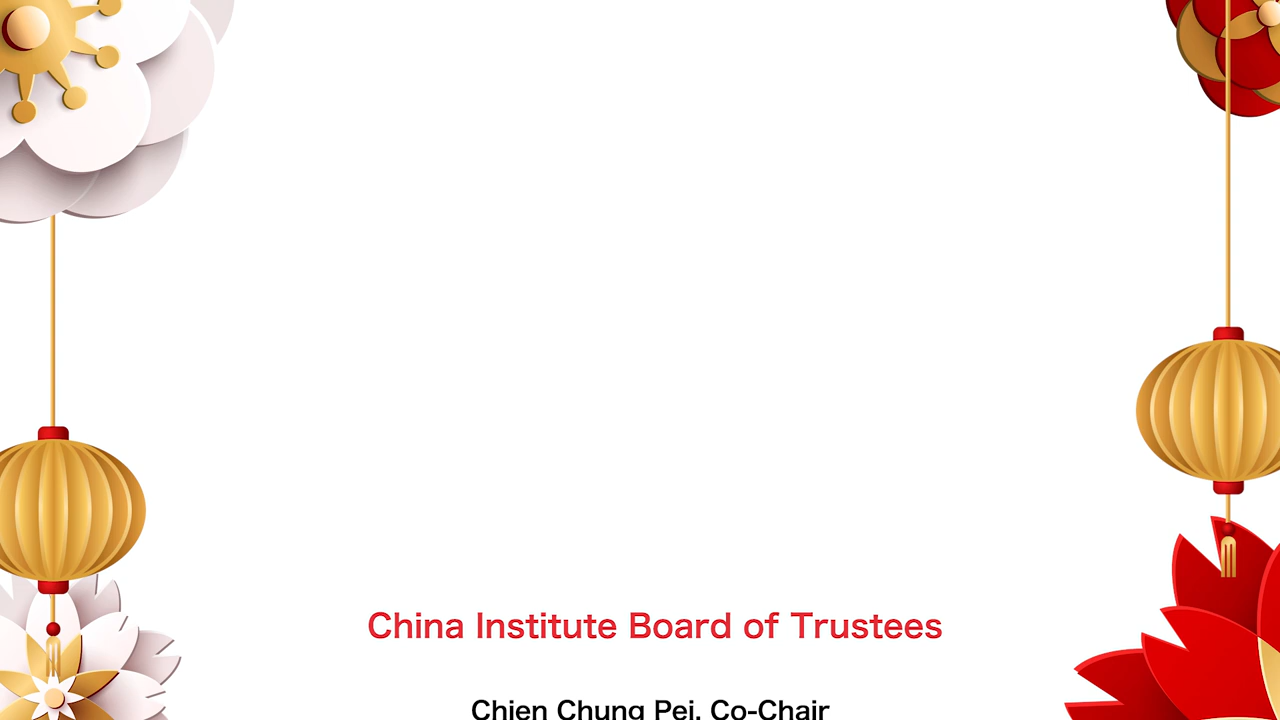 China Institute Board of Trustees
Chien Chung Pei, Co-Chair